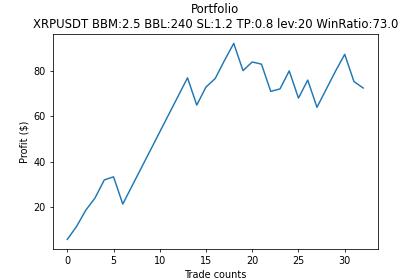 Portfolio
XRPUSDT BBM:2.5 BBL:240 SL:1.2 TP:0.8 lev:20 WinRatio:73.0
80
60
40
20
Profit ($)
0 5 10 15 20 25 30
Trade counts